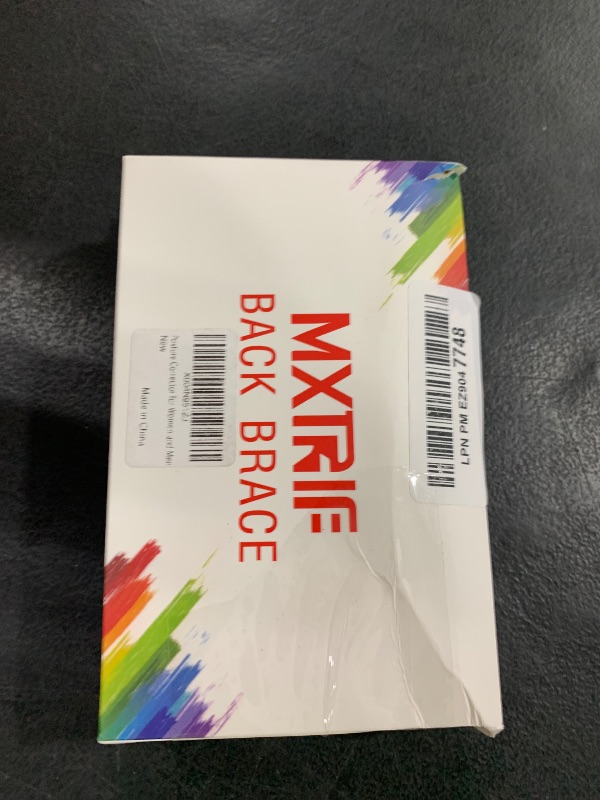 MXTRIF
BACK BRACE
LPN PM EZ904 7748
Posture Corrector for Women and Men
New
Made in China